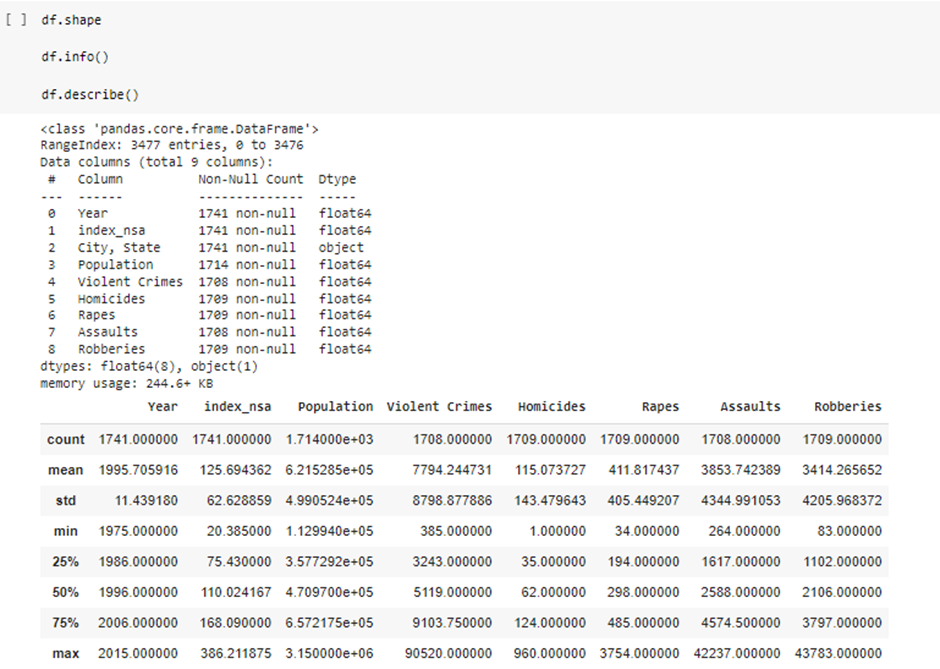 [ ] df.shape
df.info()
df.describe()
<class 'pandas.core.frame.DataFrame'>
RangeIndex: 3477 entries, 0 to 3476
Data columns (total 9 columns):
# Column Non-Null Count Dtype
--- ------ -------------- -----
0 Year 1741 non-null float64
1 index_nsa 1741 non-null float64
2 City, State 1741 non-null object
3 Population 1714 non-null float64
4 Violent Crimes 1708 non-null float64
5 Homicides 1709 non-null float64
6 Rapes 1709 non-null float64
7 Assaults 1708 non-null float64
8 Robberies 1709 non-null float64
dtypes: float64(8), object(1)
memory usage: 244.6+ KB
Year index_nsa Population Violent Crimes Homicides Rapes Assaults Robberies
count 1741.000000 1741.000000 1.714000e+03 1708.000000 1709.000000 1709.000000 1708.000000 1709.000000
mean 1995.705916 125.694362 6.215285e+05 7794.244731 115.073727 411.817437 3853.742389 3414.265652
std 11.439180 62.628859 4.990524e+05 8798.877886 143.479643 405.449207 4344.991053 4205.968372
min 1975.000000 20.385000 1.129940e+05 385.000000 1.000000 34.000000 264.000000 83.000000
25% 1986.000000 75.430000 3.577292e+05 3243.000000 35.000000 194.000000 1617.000000 1102.000000
50% 1996.000000 110.024167 4.709700e+05 5119.000000 62.000000 298.000000 2588.000000 2106.000000
75% 2006.000000 168.090000 6.572175e+05 9103.750000 124.000000 485.000000 4574.500000 3797.000000
max 2015.000000 386.211875 3.150000e+06 90520.000000 960.000000 3754.000000 42237.000000 43783.000000